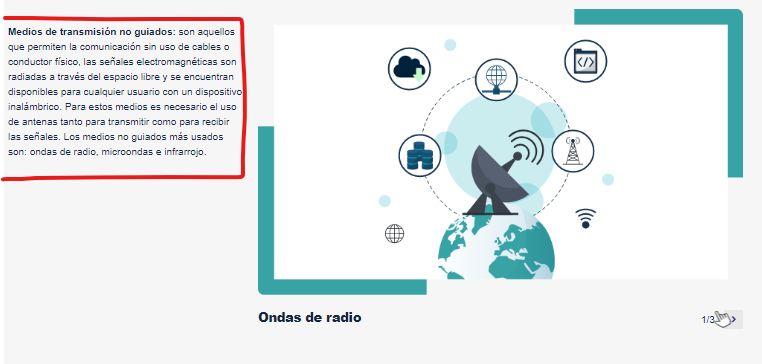 Medios de transmisión no guiados: son aquellos
que permiten la comunicación sin uso de cables o
conductor físico, las señales electromagnéticas son
radiadas a través del espacio libre y se encuentran
disponibles para cualquier usuario con un dispositivo
inalámbrico. Para estos medios es necesario el uso
de antenas tanto para transmitir como para recibir
las señales. Los medios no guiados más usados
son: ondas de radio, microondas e infrarrojo.
</>
Ondas de radio
1/3 >